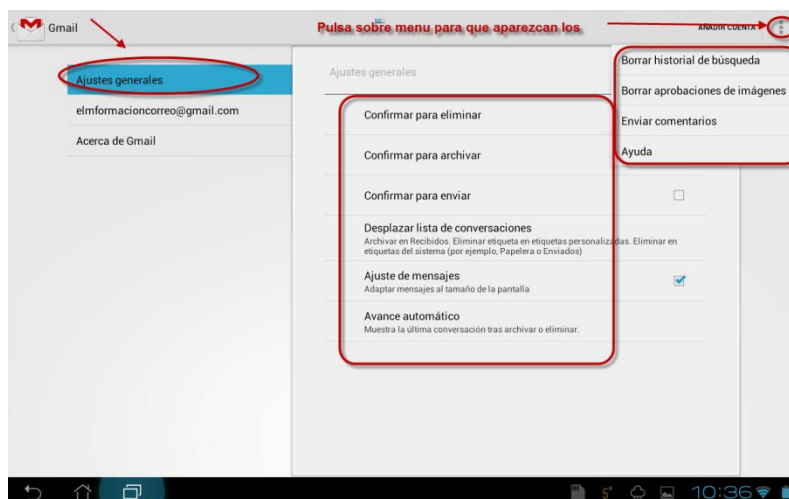 Gmail
Pulsa sobre menu para que aparezcan los
AÑADIR CUENTA
Ajustes generales
elmformacioncorreo@gmail.com
Acerca de Gmail
Ajustes generales
Confirmar para eliminar
Confirmar para archivar
Confirmar para enviar
Desplazar lista de conversaciones
Archivar en Recibidos. Eliminar etiqueta en etiquetas personalizadas. Eliminar en
etiquetas del sistema (por ejemplo, Papelera o Enviados)
Ajuste de mensajes
Adaptar mensajes al tamaño de la pantalla
Avance automático
Muestra la última conversación tras archivar o eliminar.
Borrar historial de búsqueda
Borrar aprobaciones de imágenes
Enviar comentarios
Ayuda
5°
10:36